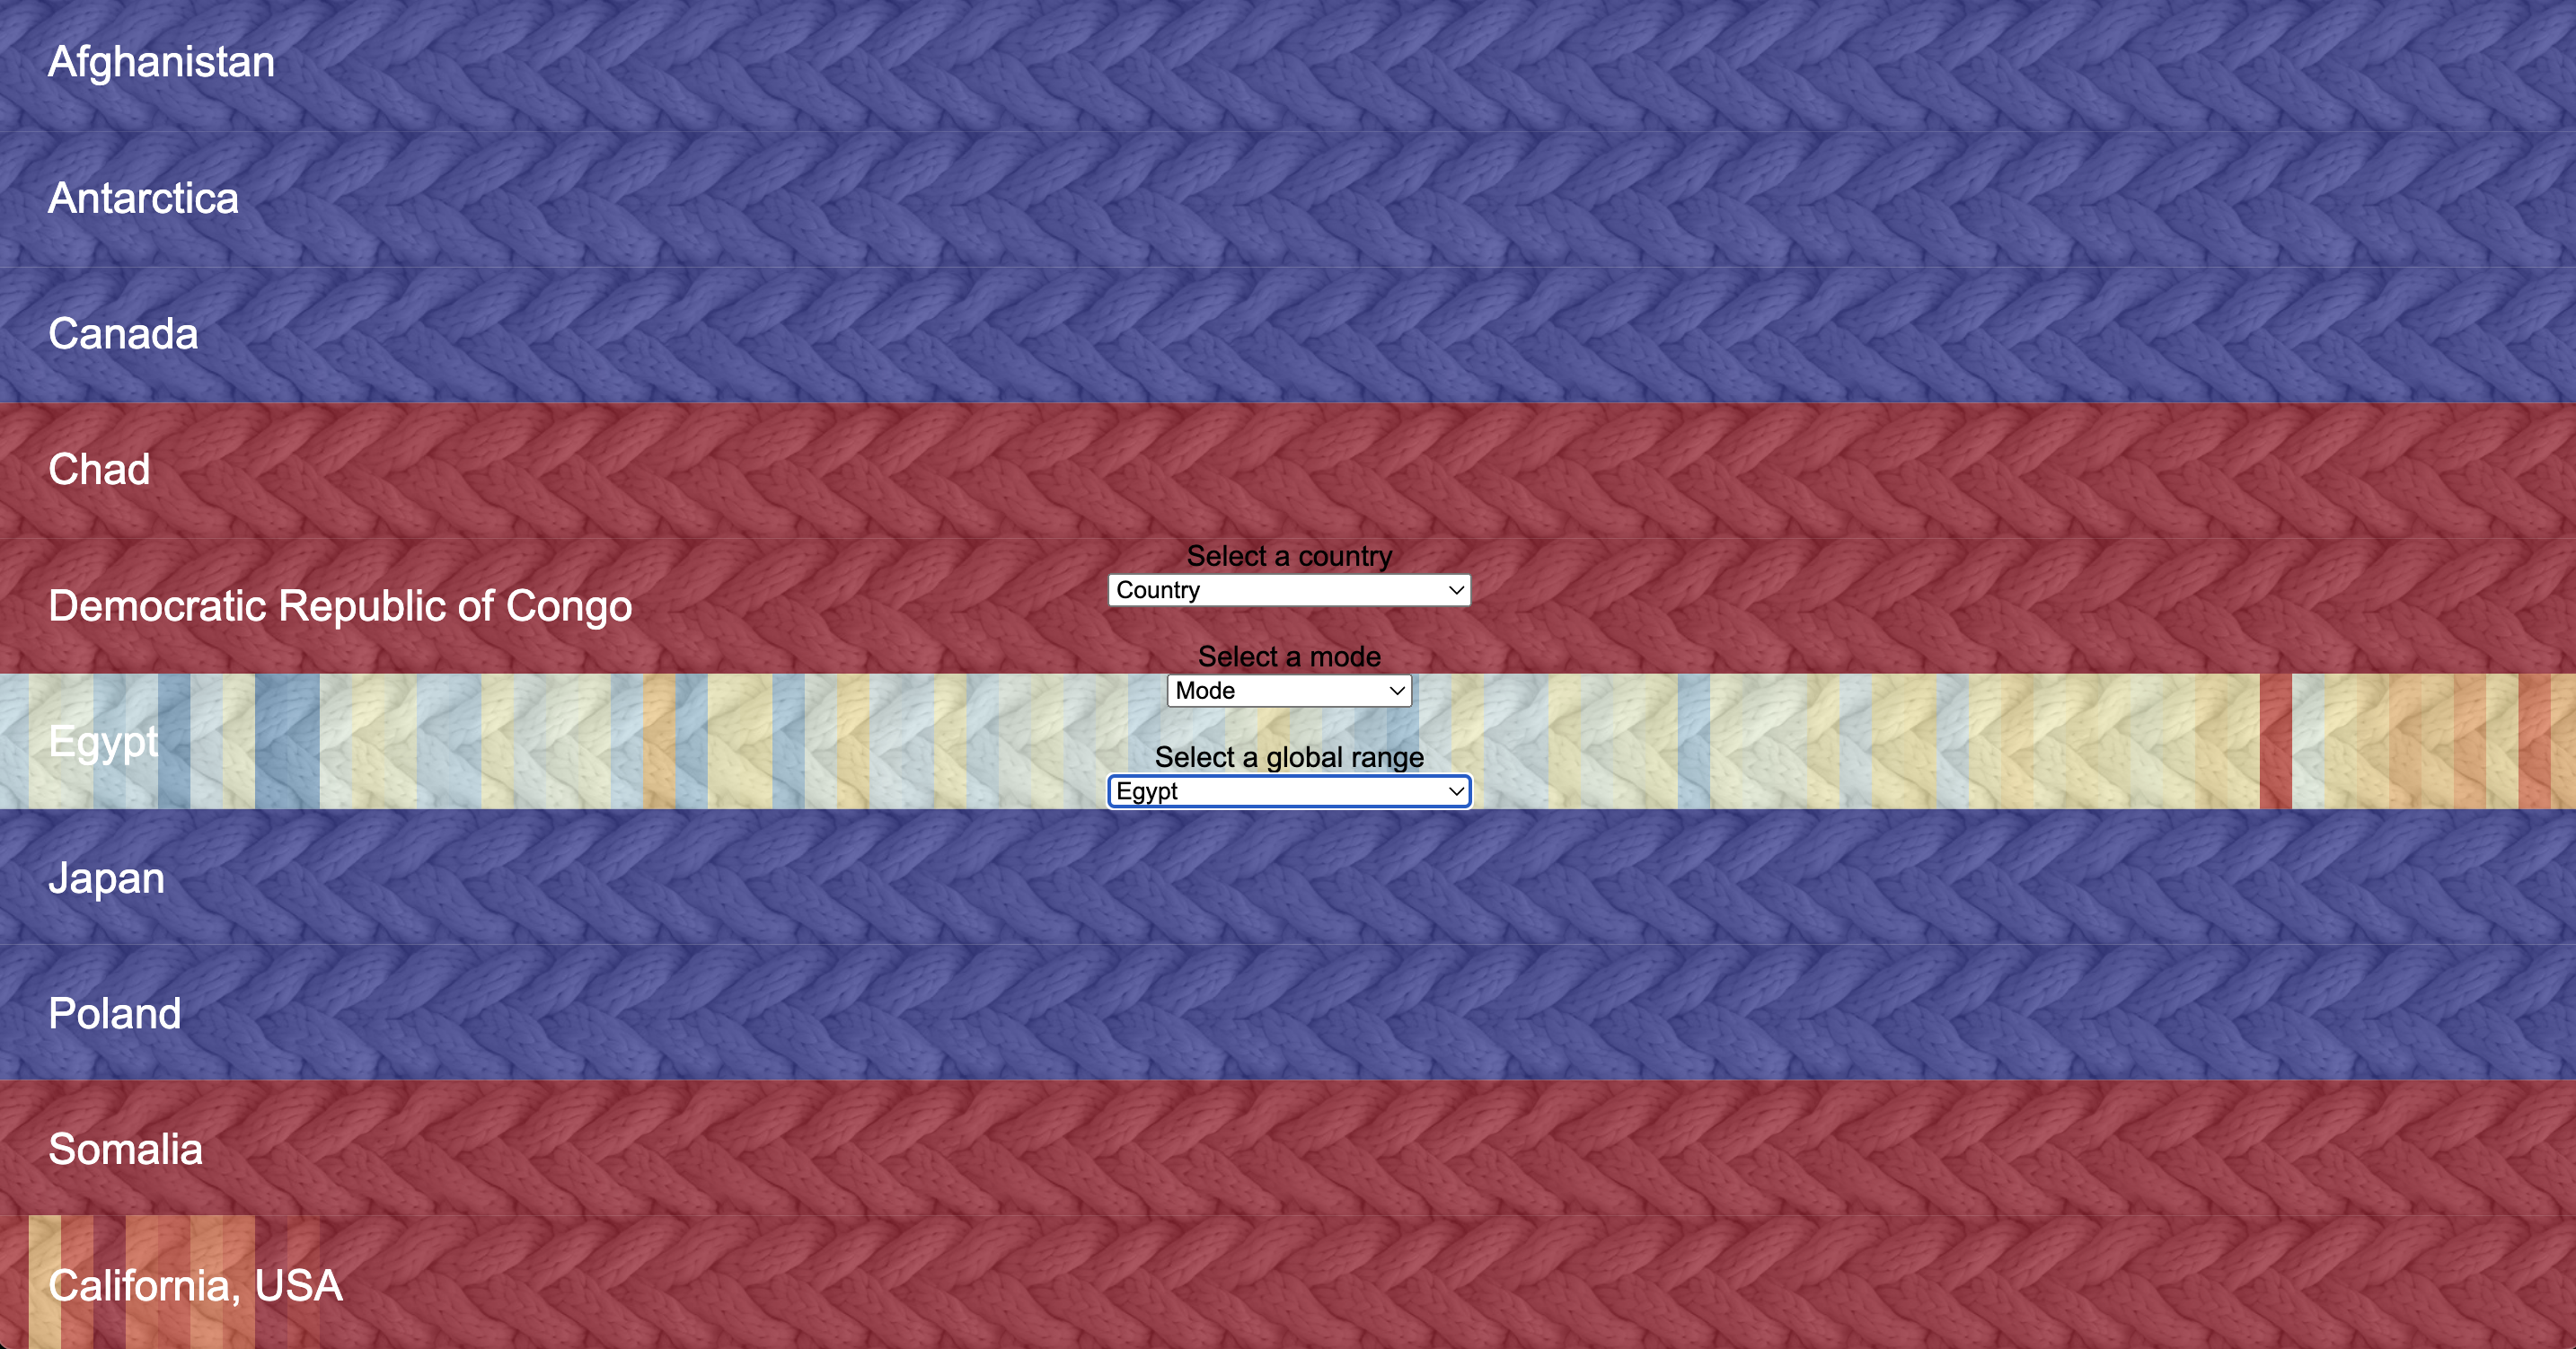 Afghanistan
Antarctica
Canada
Chad
Select a country
Country
Democratic Republic of Congo
Select a mode
Mode
Egypt
Select a global range
Egypt
Japan
Poland
Somalia
California, USA